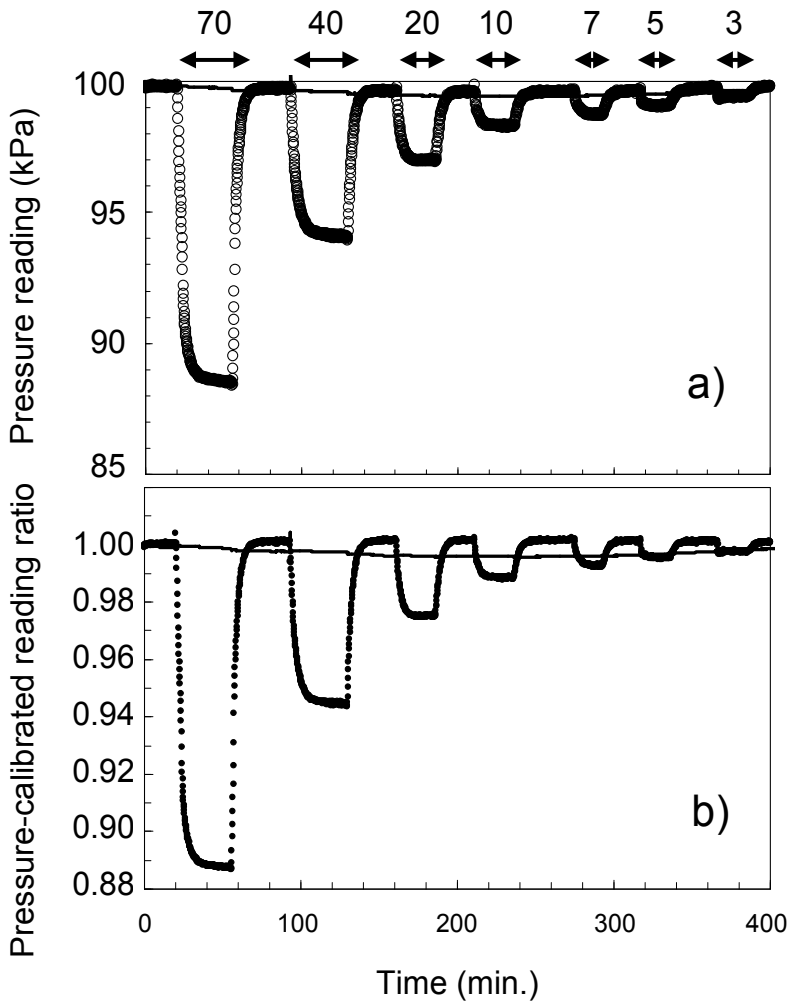 70 40 20 10 7 5 3
Pressure reading (kPa)
100
95
90
85
a)
Pressure-calibrated reading ratio
1.00
0.98
0.96
0.94
0.92
0.90
0.88
b)
0 100 200 300 400
Time (min.)